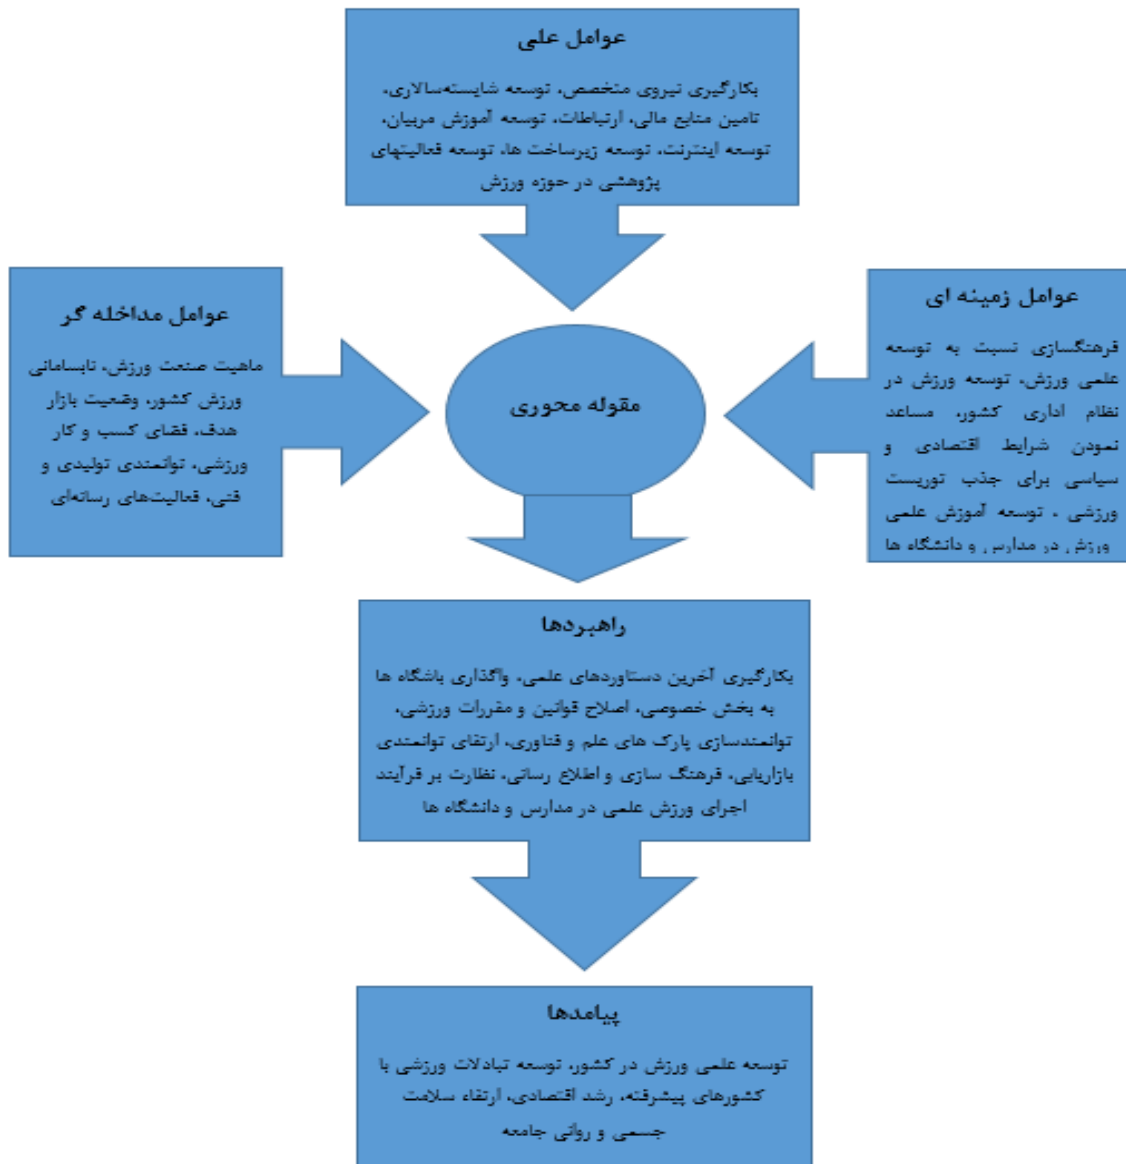 عوامل علی
بکارگیری نیروی متخصص، توسعه شایسته‌سالاری،
تامین منابع مالی، ارتباطات، توسعه آموزش مربیان،
توسعه اینترنت، توسعه زیرساخت ها، توسعه فعالیتهای
پژوهشی در حوزه ورزش
عوامل زمینه ای
فرهنگسازی نسبت به توسعه
علمی ورزش، توسعه ورزش در
نظام اداری کشور، مساعد
نمودن شرایط اقتصادی و
سیاسی برای جذب توریست
ورزشی ، توسعه آموزش علمی
ورزش در مدارس و دانشگاه ها
مقوله محوری
عوامل مداخله گر
ماهیت صنعت ورزش، نابسامانی
ورزش کشور، وضعیت بازار
هدف، فضای کسب و کار
ورزشی، توانمندی تولیدی و
فنی، فعالیت‌های رسانه‌ای
راهبردها
بکارگیری آخرین دستاوردهای علمی، واگذاری باشگاه ها
به بخش خصوصی، اصلاح قوانین و مقررات ورزشی،
توانمندسازی پارک های علم و فناوری، ارتقای توانمندی
بازاریابی، فرهنگ سازی و اطلاع رسانی، نظارت بر فرآیند
اجرای ورزش علمی در مدارس و دانشگاه ها
پیامدها
توسعه علمی ورزش در کشور، توسعه تبادلات ورزشی با
کشورهای پیشرفته، رشد اقتصادی، ارتقاء سلامت
جسمی و روانی جامعه